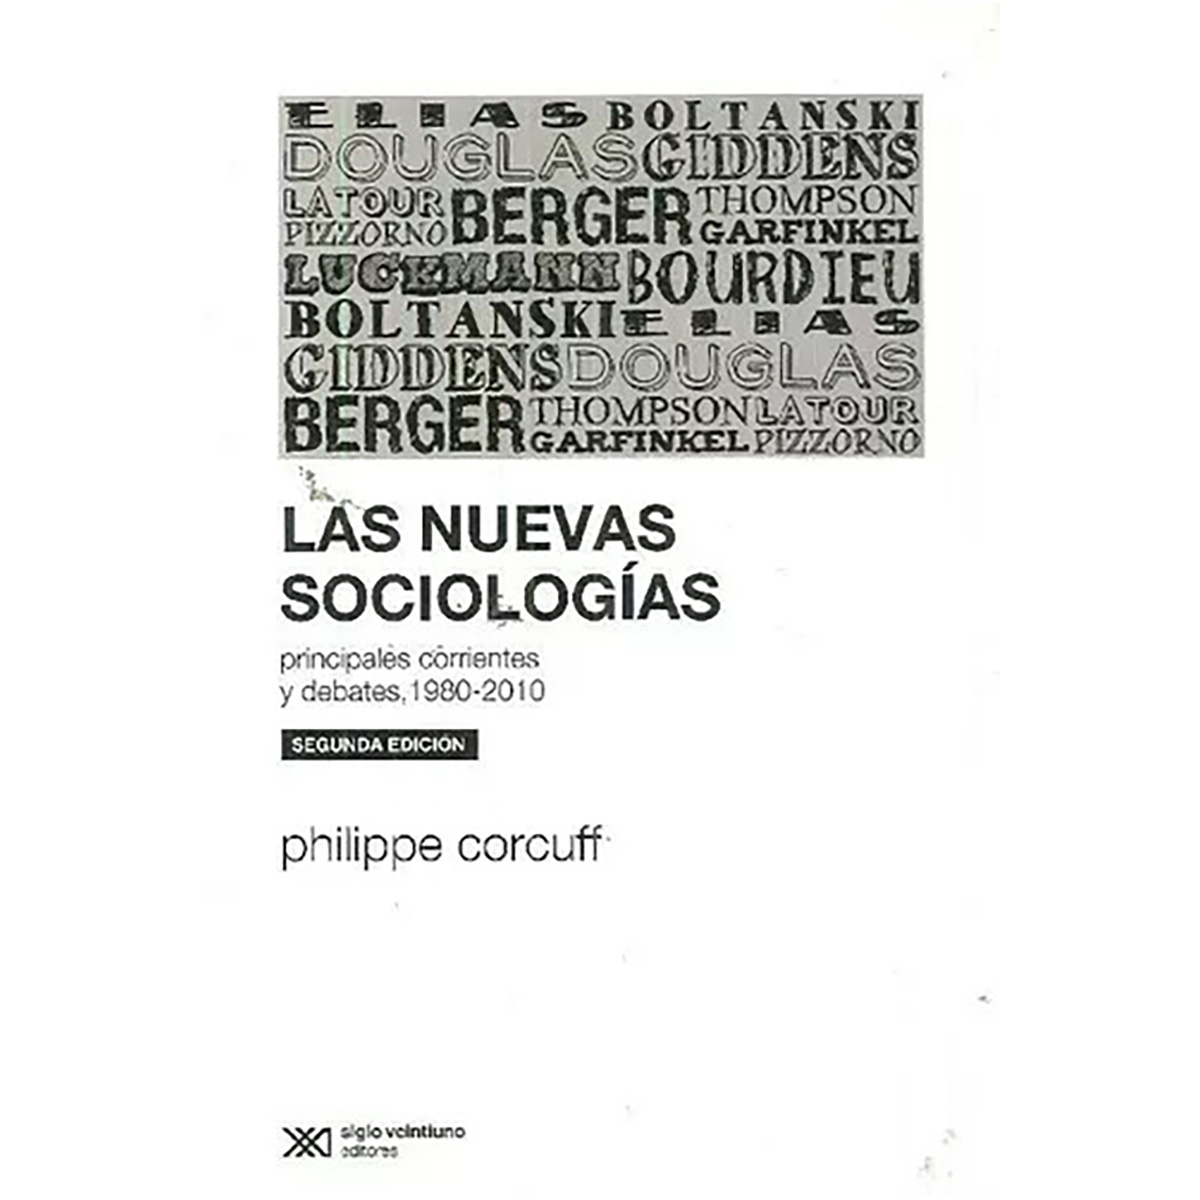 ELIAS BOLTANSKI
DOUGLAS GIDDENS
LATOUR BERGER THOMPSON
PIZZORNO GARFINKEL
LUCKMANN BOURDIEU
BOLTANSKI ELIAS
GIDDENS DOUGLAS
BERGER THOMPSON LATOUR
GARFINKEL PIZZORNO
LAS NUEVAS
SOCIOLOGÍAS
principales corrientes
y debates, 1980-2010
SEGUNDA EDICIÓN
philippe corcuff
siglo veintiuno
editores